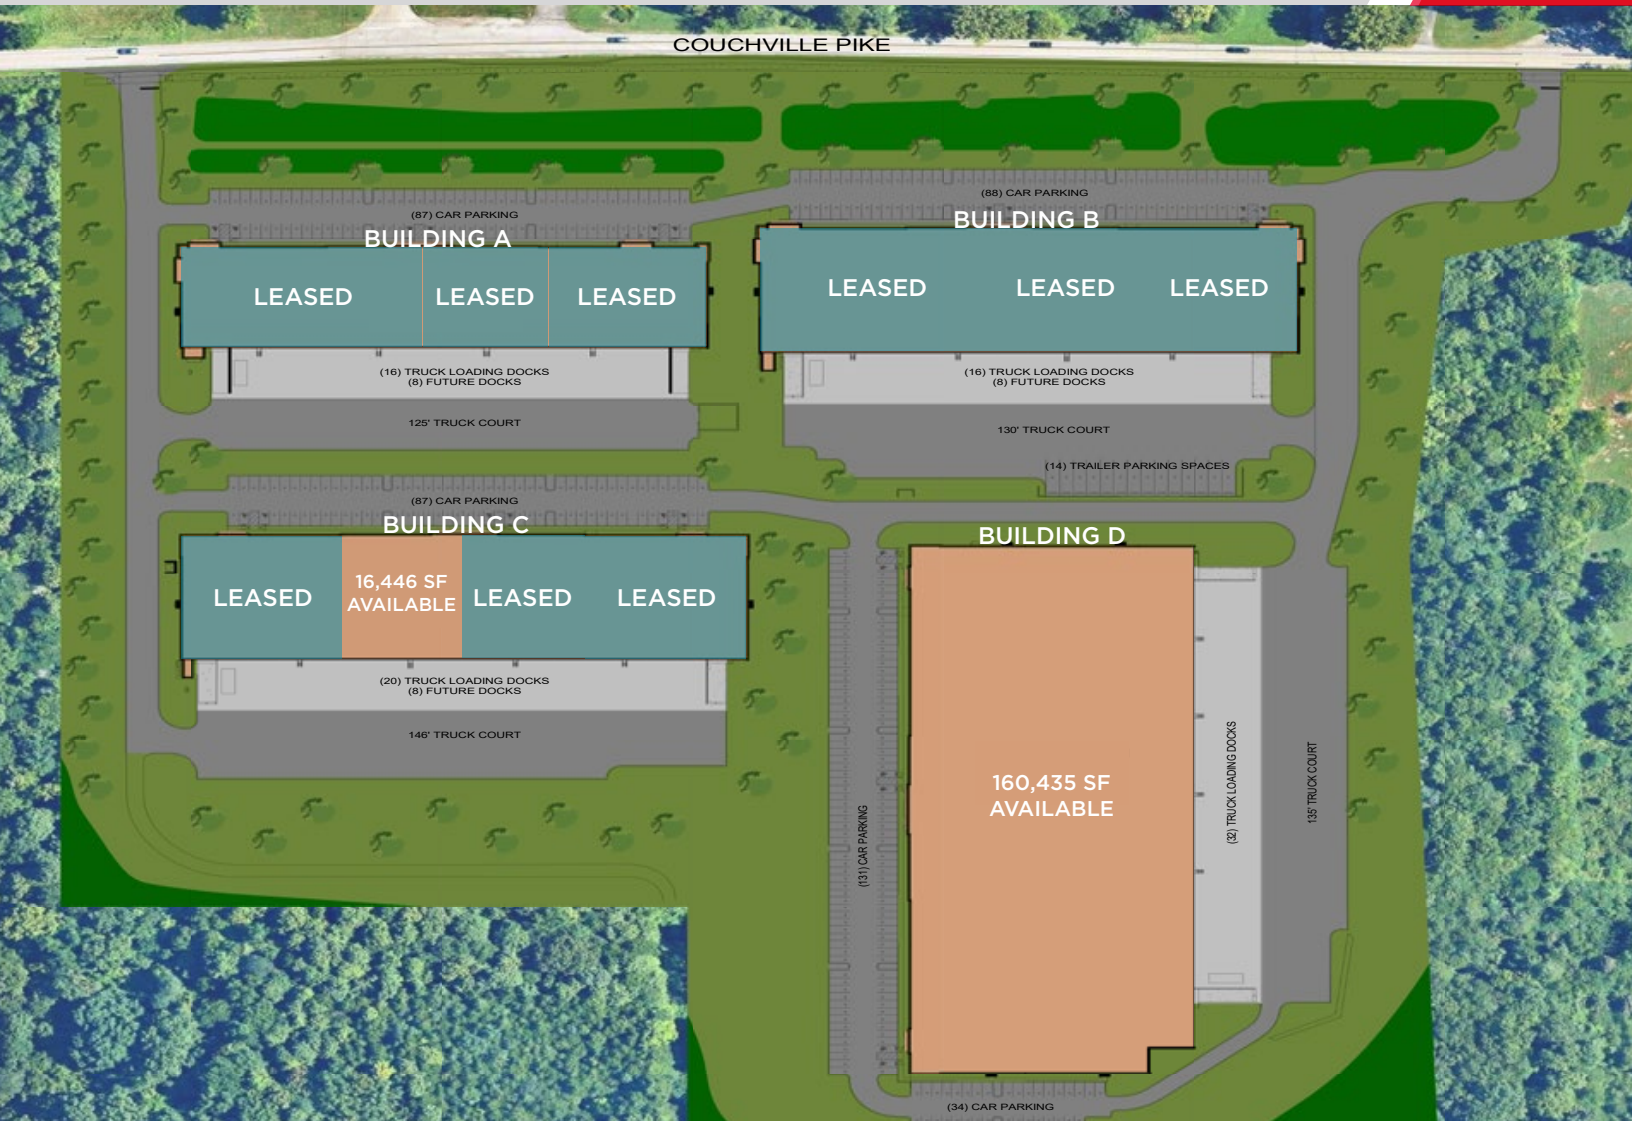 COUCHVILLE PIKE
(88) CAR PARKING
(87) CAR PARKING
BUILDING B
BUILDING A
LEASED LEASED LEASED
LEASED LEASED LEASED
(16) TRUCK LOADING DOCKS
(8) FUTURE DOCKS
(16) TRUCK LOADING DOCKS
(8) FUTURE DOCKS
125' TRUCK COURT
130' TRUCK COURT
(14) TRAILER PARKING SPACES
(87) CAR PARKING
BUILDING C
BUILDING D
LEASED
16,446 SF
AVAILABLE
LEASED
LEASED
(20) TRUCK LOADING DOCKS
(8) FUTURE DOCKS
146' TRUCK COURT
160,435 SF
AVAILABLE
(32) TRUCK LOADING DOCKS
135' TRUCK COURT
(131) CAR PARKING
(34) CAR PARKING